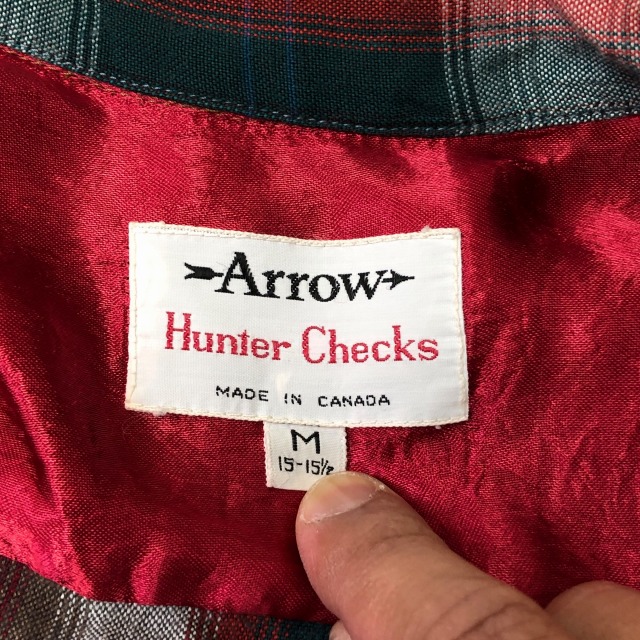 Arrow
Hunter Checks
MADE IN CANADA
M
15-15½